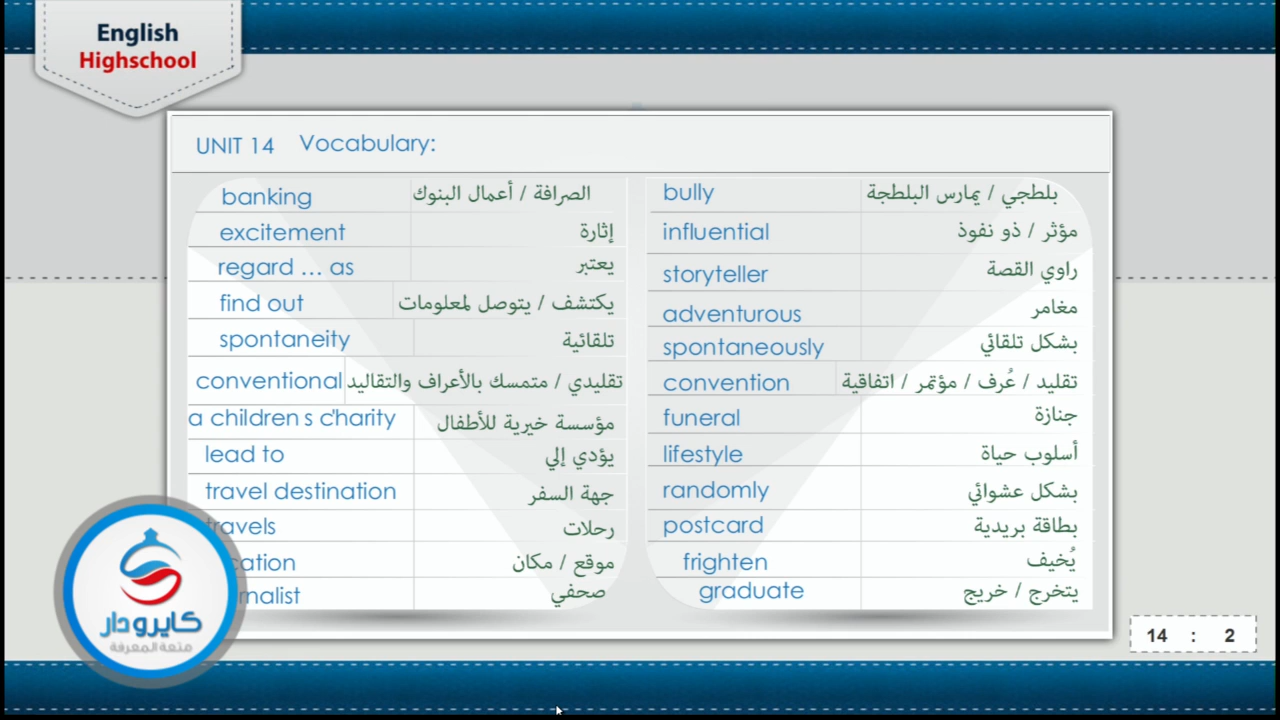 English
Highschool
UNIT 14 Vocabulary:
banking الصرافة / أعمال البنوك
excitement إثارة
regard ... as يعتبر
find out يكتشف / يتوصل لمعلومات
spontaneity تلقائية
conventional تقليدي / متمسك بالأعراف والتقاليد
a children s c'harity مؤسسة خيرية للأطفال
lead to يؤدي إلي
travel destination جهة السفر
travels رحلات
cation موقع / مكان
rnalist صحفي
bully بلطجي / يمارس البلطجة
influential مؤثر / ذو نفوذ
storyteller راوي القصة
adventurous مغامر
spontaneously بشكل تلقائي
convention تقليد / عُرف / مؤتمر / اتفاقية
funeral جنازة
lifestyle أسلوب حياة
randomly بشكل عشوائي
postcard بطاقة بريدية
frighten يُخيف
graduate يتخرج / خريج
كايرودار
متعة المعرفة
14 : 2